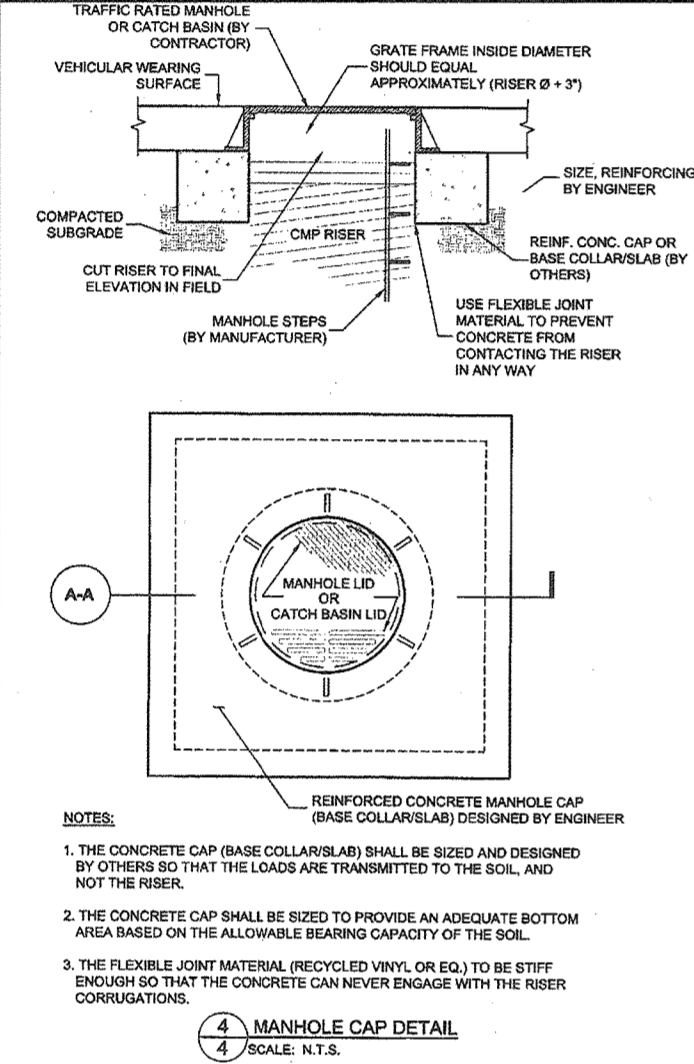 TRAFFIC RATED MANHOLE
OR CATCH BASIN (BY
CONTRACTOR)
GRATE FRAME INSIDE DIAMETER
SHOULD EQUAL
APPROXIMATELY (RISER Ø + 3")
VEHICULAR WEARING
SURFACE
SIZE, REINFORCING
BY ENGINEER
COMPACTED
SUBGRADE
CMP RISER
REINF. CONC. CAP OR
BASE COLLAR/SLAB (BY
OTHERS)
CUT RISER TO FINAL
ELEVATION IN FIELD
MANHOLE STEPS
(BY MANUFACTURER)
USE FLEXIBLE JOINT
MATERIAL TO PREVENT
CONCRETE FROM
CONTACTING THE RISER
IN ANY WAY
A-A
MANHOLE LID
OR
CATCH BASIN LID
REINFORCED CONCRETE MANHOLE CAP
(BASE COLLAR/SLAB) DESIGNED BY ENGINEER
NOTES:
1. THE CONCRETE CAP (BASE COLLAR/SLAB) SHALL BE SIZED AND DESIGNED
BY OTHERS SO THAT THE LOADS ARE TRANSMITTED TO THE SOIL, AND
NOT THE RISER.
2. THE CONCRETE CAP SHALL BE SIZED TO PROVIDE AN ADEQUATE BOTTOM
AREA BASED ON THE ALLOWABLE BEARING CAPACITY OF THE SOIL.
3. THE FLEXIBLE JOINT MATERIAL (RECYCLED VINYL OR EQ.) TO BE STIFF
ENOUGH SO THAT THE CONCRETE CAN NEVER ENGAGE WITH THE RISER
CORRUGATIONS.
4 MANHOLE CAP DETAIL
4 SCALE: N.T.S.